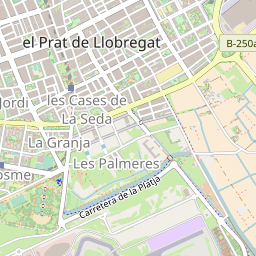 el Prat de Llobregat
B-250a
les Cases de
La Seda
Jordi
La Granja
Les Palmeres
osme
Carretera de la Platja